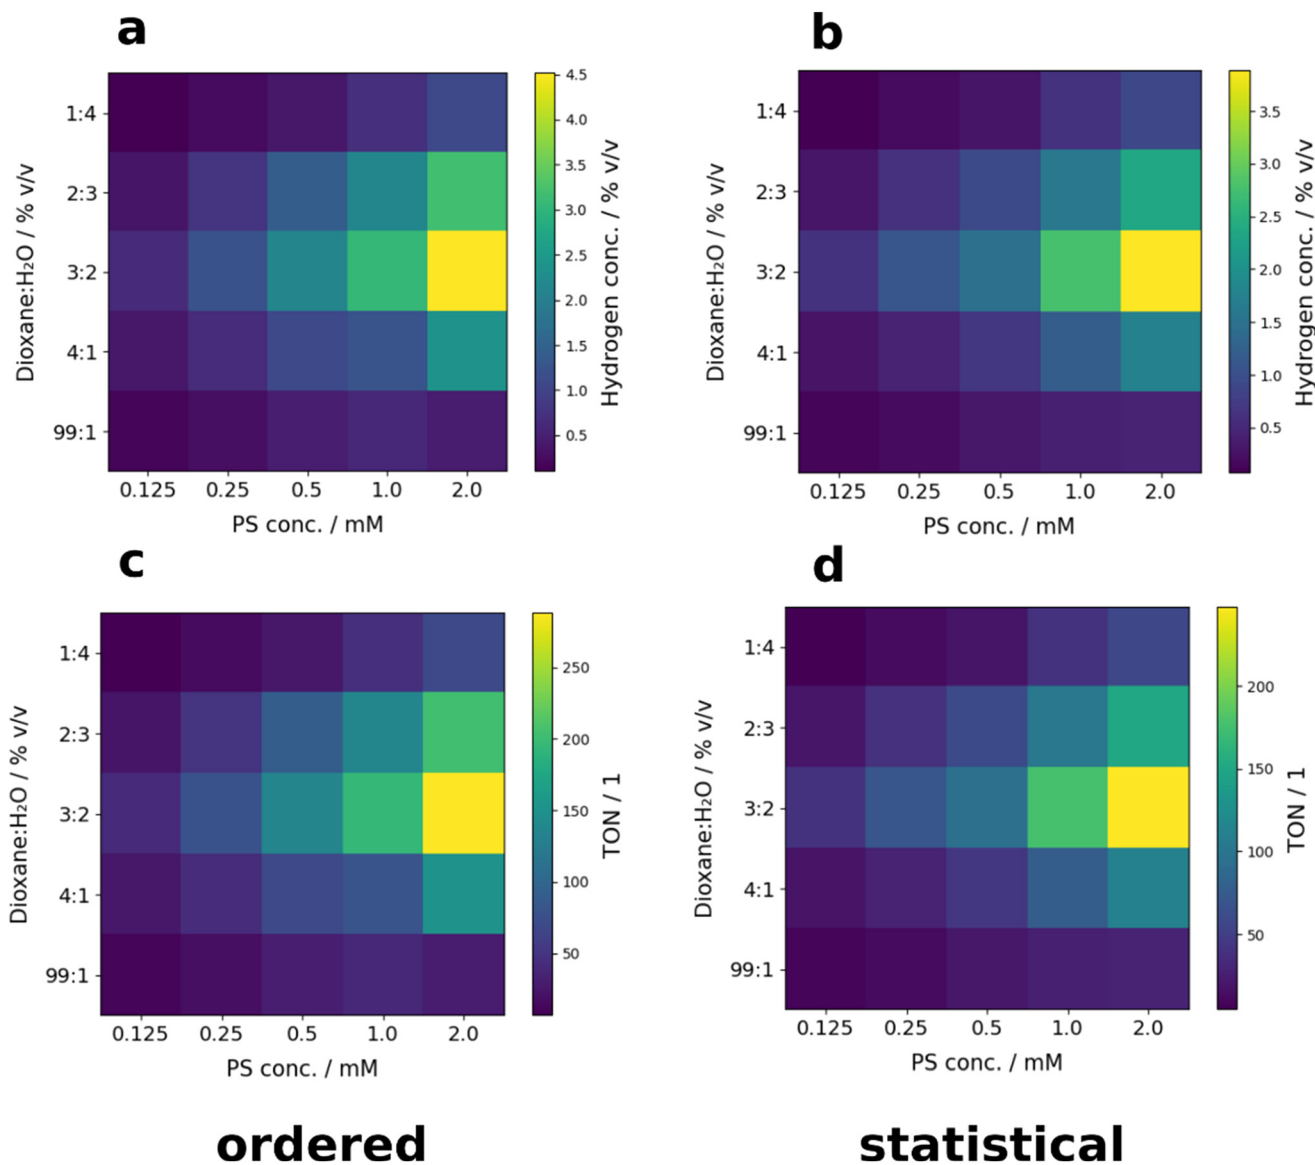 a
1:4
2:3
3:2
4:1
99:1
Dioxane:H₂O / % v/v
0.125 0.25 0.5 1.0 2.0
PS conc. / mM
4.5
4.0
3.5
3.0
2.5
2.0
1.5
1.0
0.5
Hydrogen conc. / % v/v
b
1:4
2:3
3:2
4:1
99:1
Dioxane:H₂O / % v/v
0.125 0.25 0.5 1.0 2.0
PS conc. / mM
3.5
3.0
2.5
2.0
1.5
1.0
0.5
Hydrogen conc. / % v/v
c
1:4
2:3
3:2
4:1
99:1
Dioxane:H₂O / % v/v
0.125 0.25 0.5 1.0 2.0
PS conc. / mM
250
200
150
100
50
TON / 1
d
1:4
2:3
3:2
4:1
99:1
Dioxane:H₂O / % v/v
0.125 0.25 0.5 1.0 2.0
PS conc. / mM
200
150
100
50
TON / 1
ordered
statistical